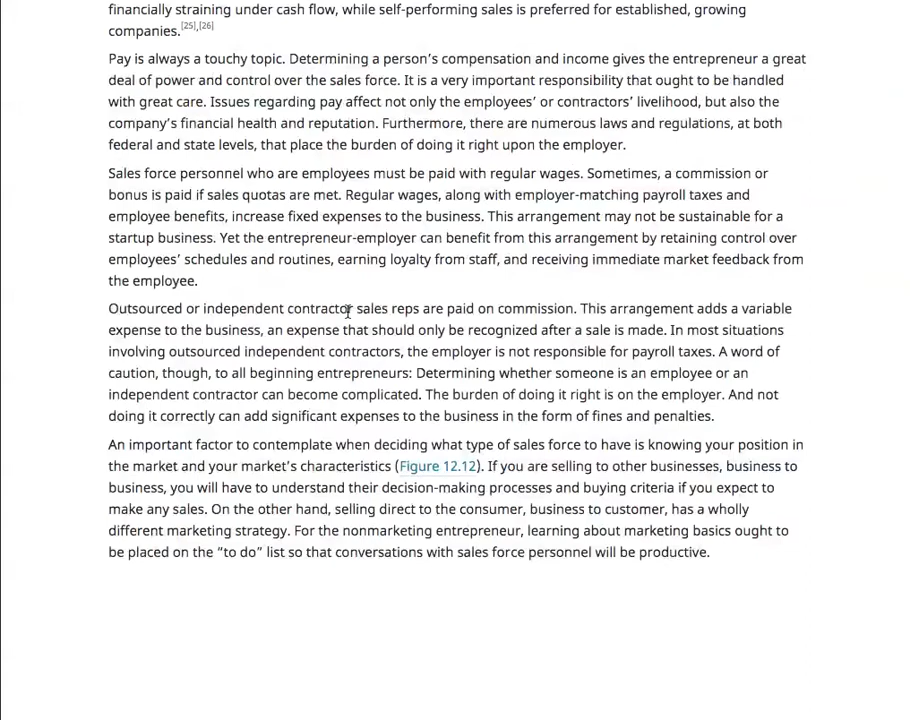 financially straining under cash flow, while self-performing sales is preferred for established, growing
companies.[25],[26]
Pay is always a touchy topic. Determining a person’s compensation and income gives the entrepreneur a great
deal of power and control over the sales force. It is a very important responsibility that ought to be handled
with great care. Issues regarding pay affect not only the employees’ or contractors’ livelihood, but also the
company’s financial health and reputation. Furthermore, there are numerous laws and regulations, at both
federal and state levels, that place the burden of doing it right upon the employer.
Sales force personnel who are employees must be paid with regular wages. Sometimes, a commission or
bonus is paid if sales quotas are met. Regular wages, along with employer-matching payroll taxes and
employee benefits, increase fixed expenses to the business. This arrangement may not be sustainable for a
startup business. Yet the entrepreneur-employer can benefit from this arrangement by retaining control over
employees’ schedules and routines, earning loyalty from staff, and receiving immediate market feedback from
the employee.
Outsourced or independent contractor sales reps are paid on commission. This arrangement adds a variable
expense to the business, an expense that should only be recognized after a sale is made. In most situations
involving outsourced independent contractors, the employer is not responsible for payroll taxes. A word of
caution, though, to all beginning entrepreneurs: Determining whether someone is an employee or an
independent contractor can become complicated. The burden of doing it right is on the employer. And not
doing it correctly can add significant expenses to the business in the form of fines and penalties.
An important factor to contemplate when deciding what type of sales force to have is knowing your position in
the market and your market’s characteristics (Figure 12.12). If you are selling to other businesses, business to
business, you will have to understand their decision-making processes and buying criteria if you expect to
make any sales. On the other hand, selling direct to the consumer, business to customer, has a wholly
different marketing strategy. For the nonmarketing entrepreneur, learning about marketing basics ought to
be placed on the “to do” list so that conversations with sales force personnel will be productive.